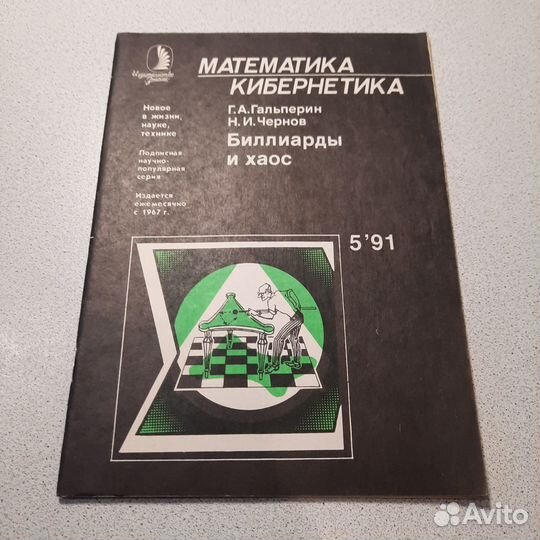 Издательство
Знание
МАТЕМАТИКА
КИБЕРНЕТИКА
Новое
в жизни,
науке,
технике
Г.А.Гальперин
Н.И.Чернов
Биллиарды
и хаос
Подписная
научно-
популярная
серия
Издается
ежемесячно
с 1967 г.
5'91
Avito